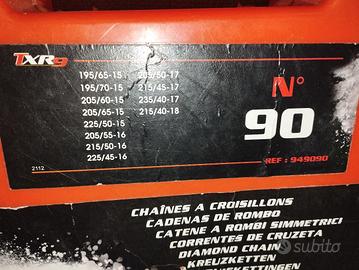 TXR9
195/65-15 205/50-17
195/70-15 215/45-17
205/60-15 235/40-17
205/65-15 215/40-18
225/50-15
205/55-16
215/50-16
225/45-16
N° 90
REF : 949090
2112
CHAÎNES A CROISILLONS
CADENAS DE ROMBO
CATENE A ROMBI SIMMETRICI
CORRENTES DE CRUZETA
DIAMOND CHAIN
KREUZKETTEN
subito